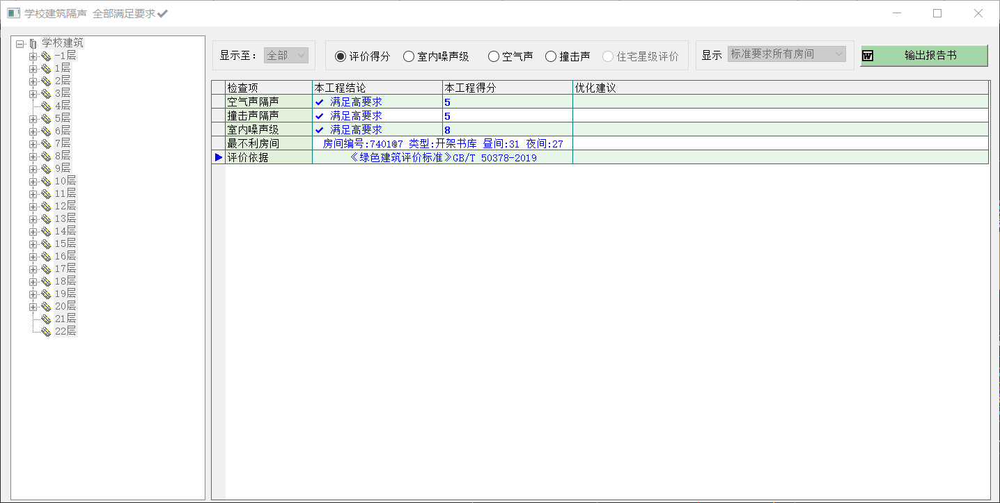 学校建筑隔声 全部满足要求✔
学校建筑
-1层
1层
2层
3层
4层
5层
6层
7层
8层
9层
10层
11层
12层
13层
14层
15层
16层
17层
18层
19层
20层
21层
22层
显示至: 全部 评价得分 室内噪声级 空气声 撞击声 住宅星级评价 显示 标准要求所有房间 输出报告书
检查项 本工程结论 本工程得分 优化建议
空气声隔声 ✔ 满足高要求 5
撞击声隔声 ✔ 满足高要求 5
室内噪声级 ✔ 满足高要求 8
最不利房间 房间编号:7401@7 类型:开架书库 昼间:31 夜间:27
评价依据 《绿色建筑评价标准》GB/T 50378-2019